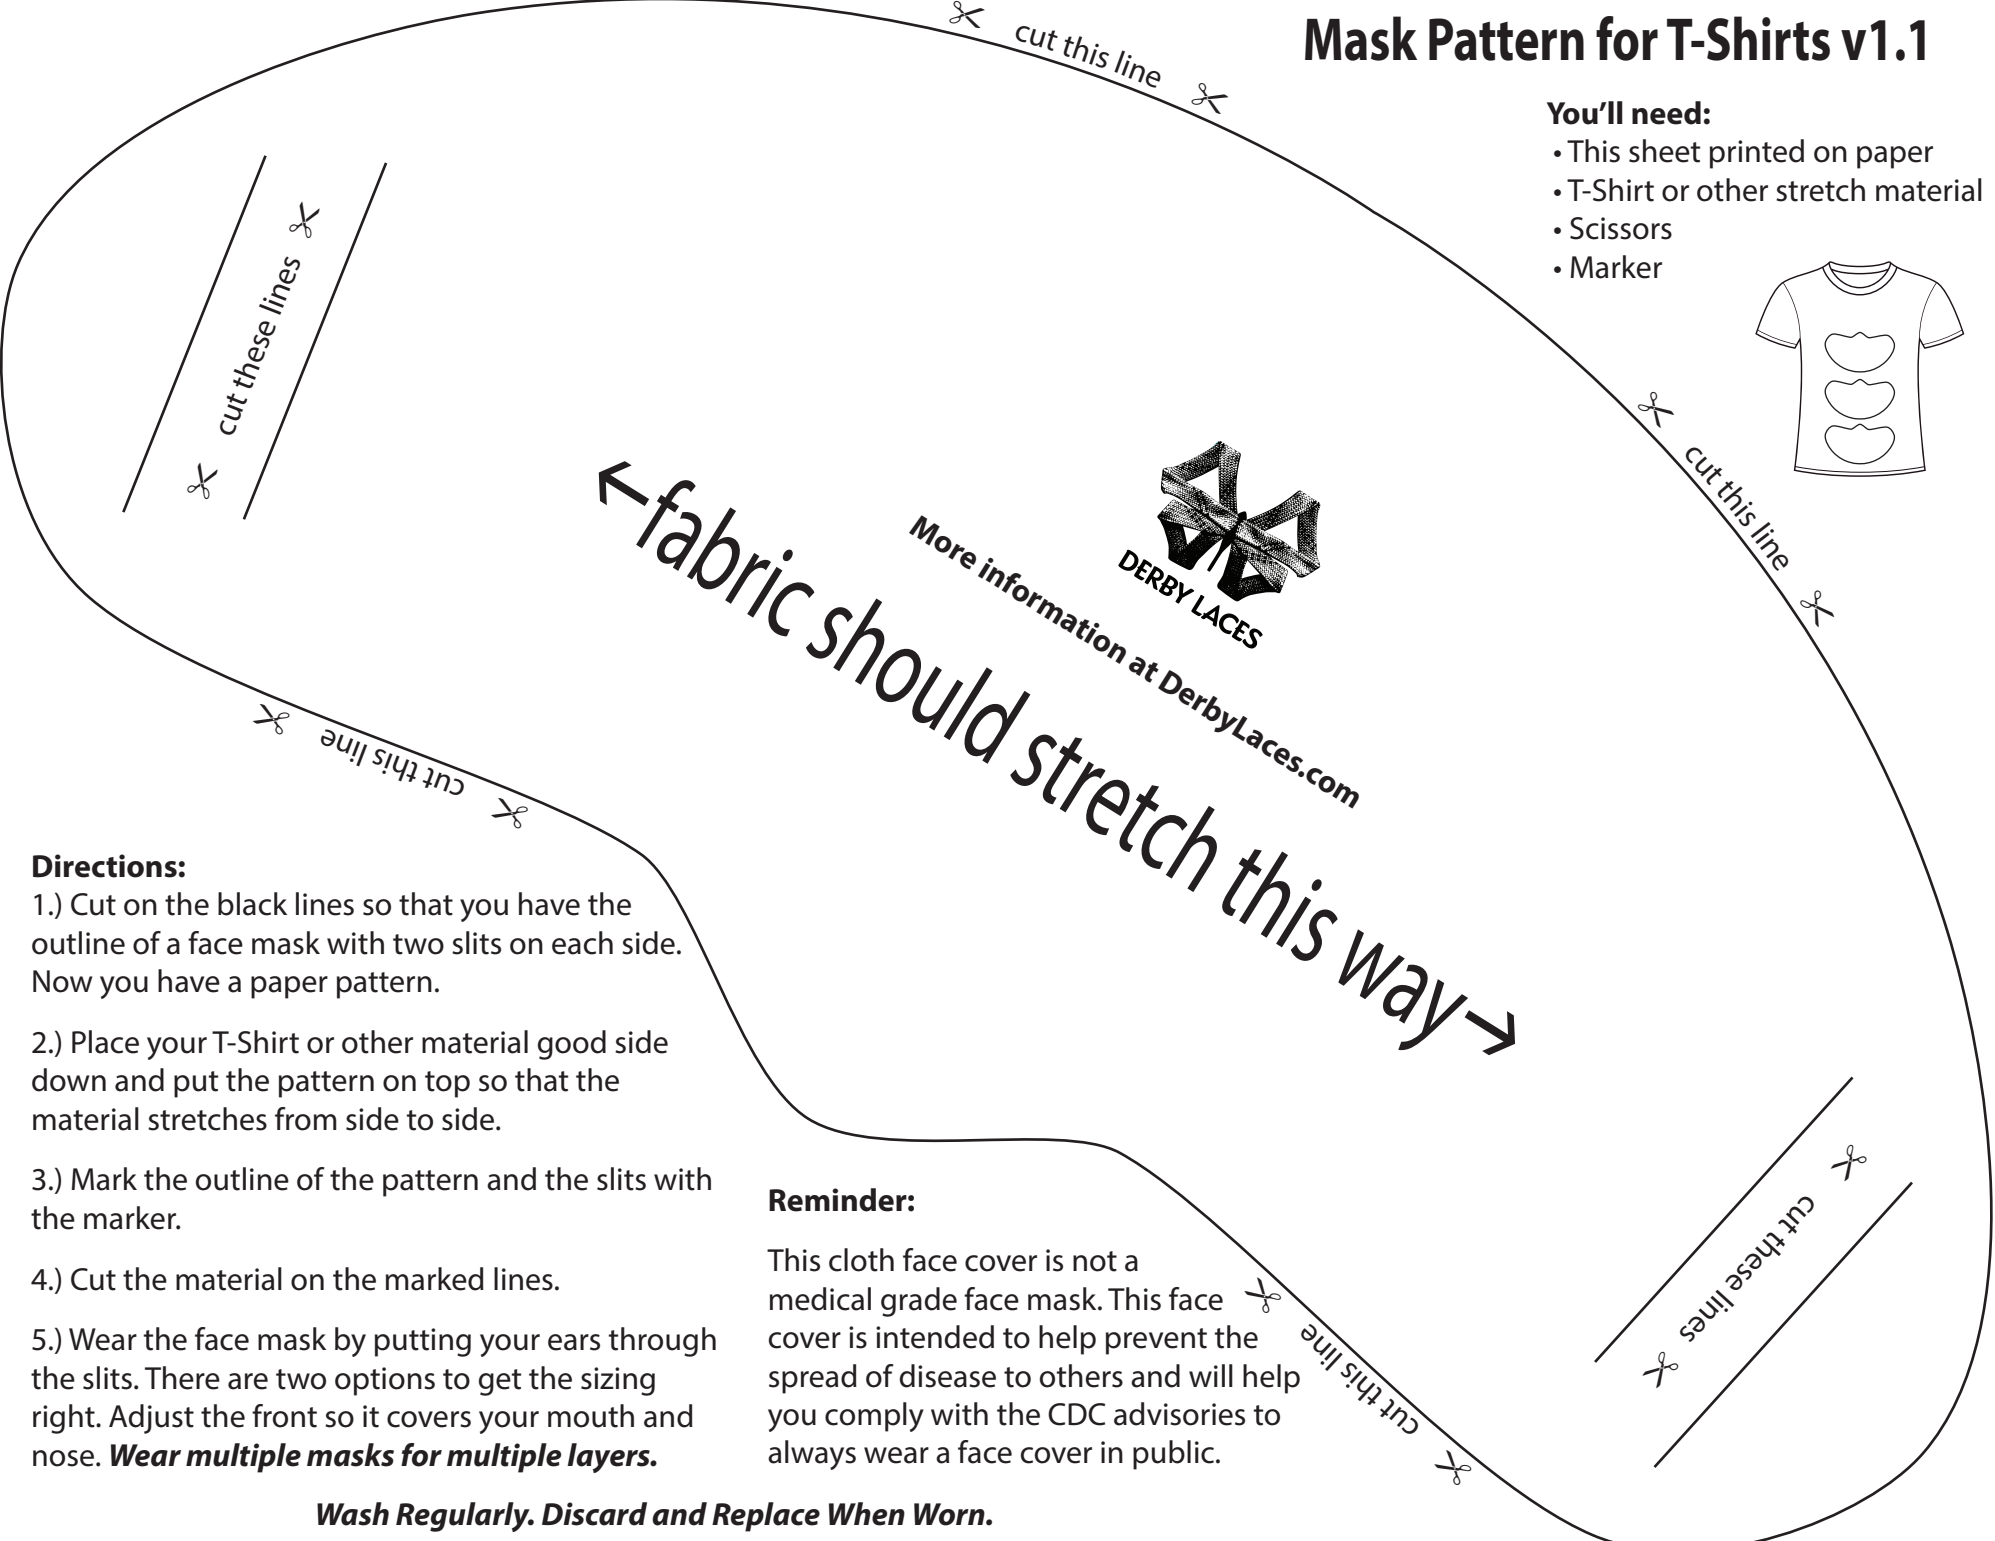 Mask Pattern for T-Shirts v1.1
cut this line
You'll need:
• This sheet printed on paper
• T-Shirt or other stretch material
• Scissors
• Marker
cut these lines
cut this line
DERBY LACES
More information at DerbyLaces.com
←fabric should stretch this way→
cut this line
Directions:
1.) Cut on the black lines so that you have the
outline of a face mask with two slits on each side.
Now you have a paper pattern.
2.) Place your T-Shirt or other material good side
down and put the pattern on top so that the
material stretches from side to side.
3.) Mark the outline of the pattern and the slits with
the marker.
4.) Cut the material on the marked lines.
5.) Wear the face mask by putting your ears through
the slits. There are two options to get the sizing
right. Adjust the front so it covers your mouth and
nose. Wear multiple masks for multiple layers.
Reminder:
This cloth face cover is not a
medical grade face mask. This face
cover is intended to help prevent the
spread of disease to others and will help
you comply with the CDC advisories to
always wear a face cover in public.
cut this line
cut these lines
Wash Regularly. Discard and Replace When Worn.